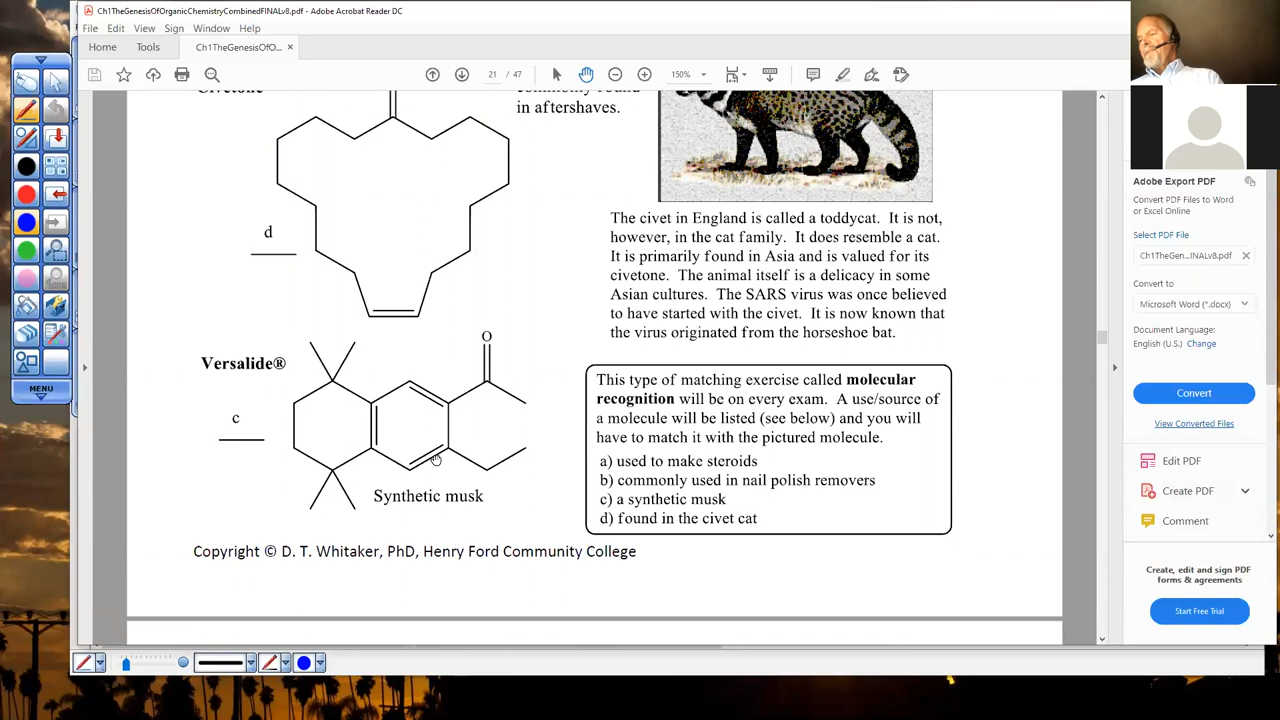 Ch1TheGenesisOfOrganicChemistryCombinedFINALv8.pdf - Adobe Acrobat Reader DC
File Edit View Sign Window Help
Home Tools Ch1TheGenesisOfO... ×
21 / 47 150%
Civetone
commonly found
in aftershaves.
d
The civet in England is called a toddycat. It is not,
however, in the cat family. It does resemble a cat.
It is primarily found in Asia and is valued for its
civetone. The animal itself is a delicacy in some
Asian cultures. The SARS virus was once believed
to have started with the civet. It is now known that
the virus originated from the horseshoe bat.
Versalide®
O
c
Synthetic musk
This type of matching exercise called molecular
recognition will be on every exam. A use/source of
a molecule will be listed (see below) and you will
have to match it with the pictured molecule.
a) used to make steroids
b) commonly used in nail polish removers
c) a synthetic musk
d) found in the civet cat
Copyright © D. T. Whitaker, PhD, Henry Ford Community College
MENU
Adobe Export PDF
Convert PDF Files to Word
or Excel Online
Select PDF File
Ch1TheGen...INALv8.pdf ×
Convert to
Microsoft Word (*.docx)
Document Language:
English (U.S.) Change
Convert
View Converted Files
Edit PDF
Create PDF
Comment
Create, edit and sign PDF
forms & agreements
Start Free Trial